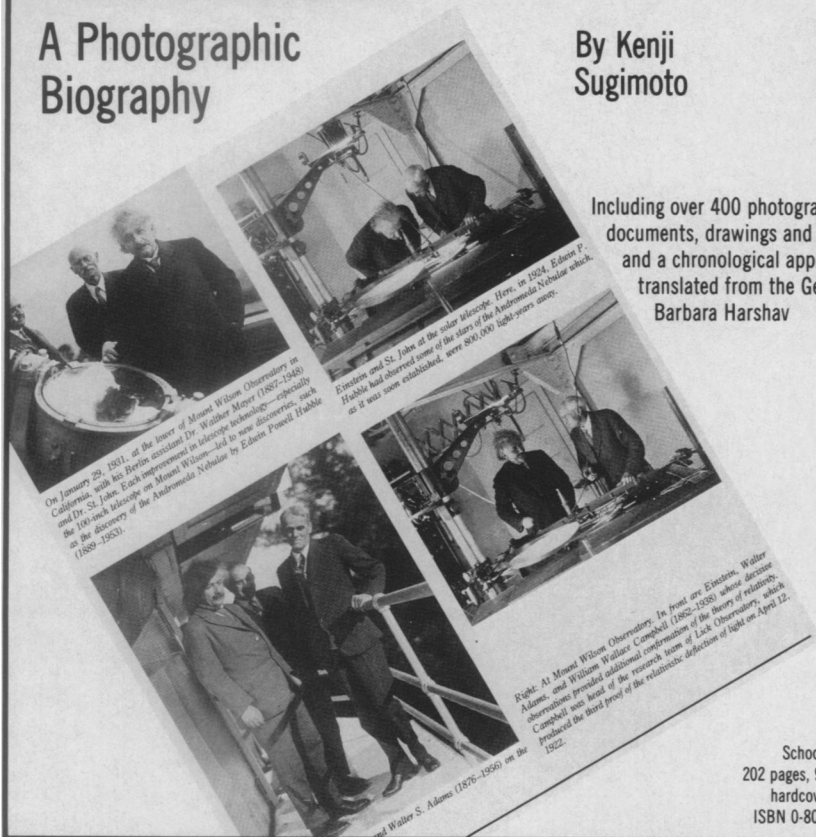 A Photographic
Biography
By Kenji
Sugimoto
Including over 400 photogra
documents, drawings and
and a chronological app
translated from the Ge
Barbara Harshav
On January 29, 1931, at the tower of Mount Wilson Observatory in
California, with his Berlin assistant Dr. Walther Mayer (1887–1948)
and Dr. St. John. Each improvement in telescope technology—especially
the 100-inch telescope on Mount Wilson—led to new discoveries, such
as the discovery of the Andromeda Nebulae by Edwin Powell Hubble
(1889–1953).
Einstein and St. John at the solar telescope. Here, in 1924, Edwin P.
Hubble had observed some of the stars of the Andromeda Nebulae which,
as it was soon established, were 800,000 light-years away.
Right: At Mount Wilson Observatory. In front are Einstein, Walter
Adams, and William Wallace Campbell (1862–1938) whose decisive
observations provided additional confirmation of the theory of relativity.
Campbell was head of the research team of Lick Observatory, which
produced the third proof of the relativistic deflection of light on April 12,
1922.
and Walter S. Adams (1876–1956) on the
Schoc
202 pages, 9
hardcov
ISBN 0-80